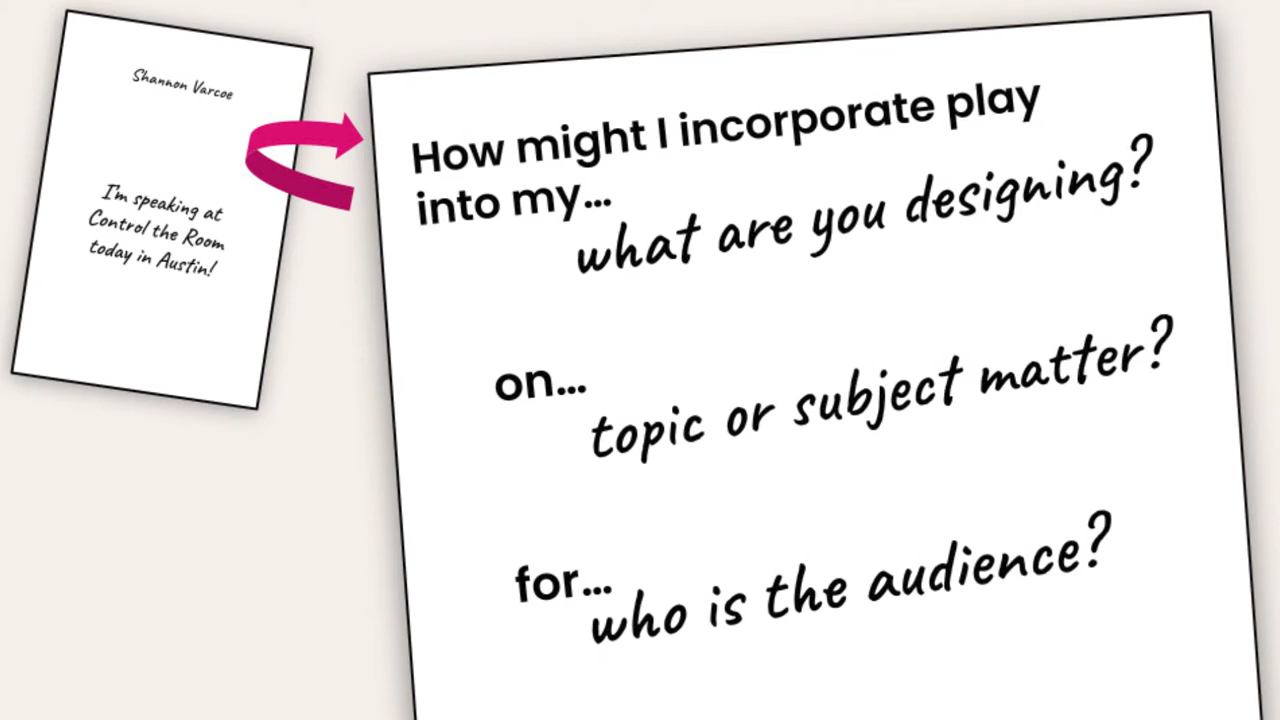 Shannon Varcoe
I'm speaking at
Control the Room
today in Austin!
How might I incorporate play
into my...
what are you designing?
on...
topic or subject matter?
for...
who is the audience?